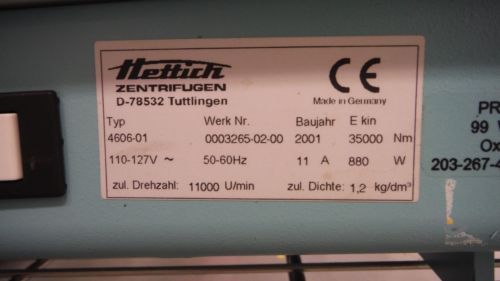 Hettich
ZENTRIFUGEN
D-78532 Tuttlingen
CE
Made in Germany
Typ Werk Nr. Baujahr E kin
4606-01 0003265-02-00 2001 35000 Nm
110-127V ~ 50-60Hz 11 A 880 W
zul. Drehzahl: 11000 U/min zul. Dichte: 1,2 kg/dm³
PR
99
Ox
203-267-4